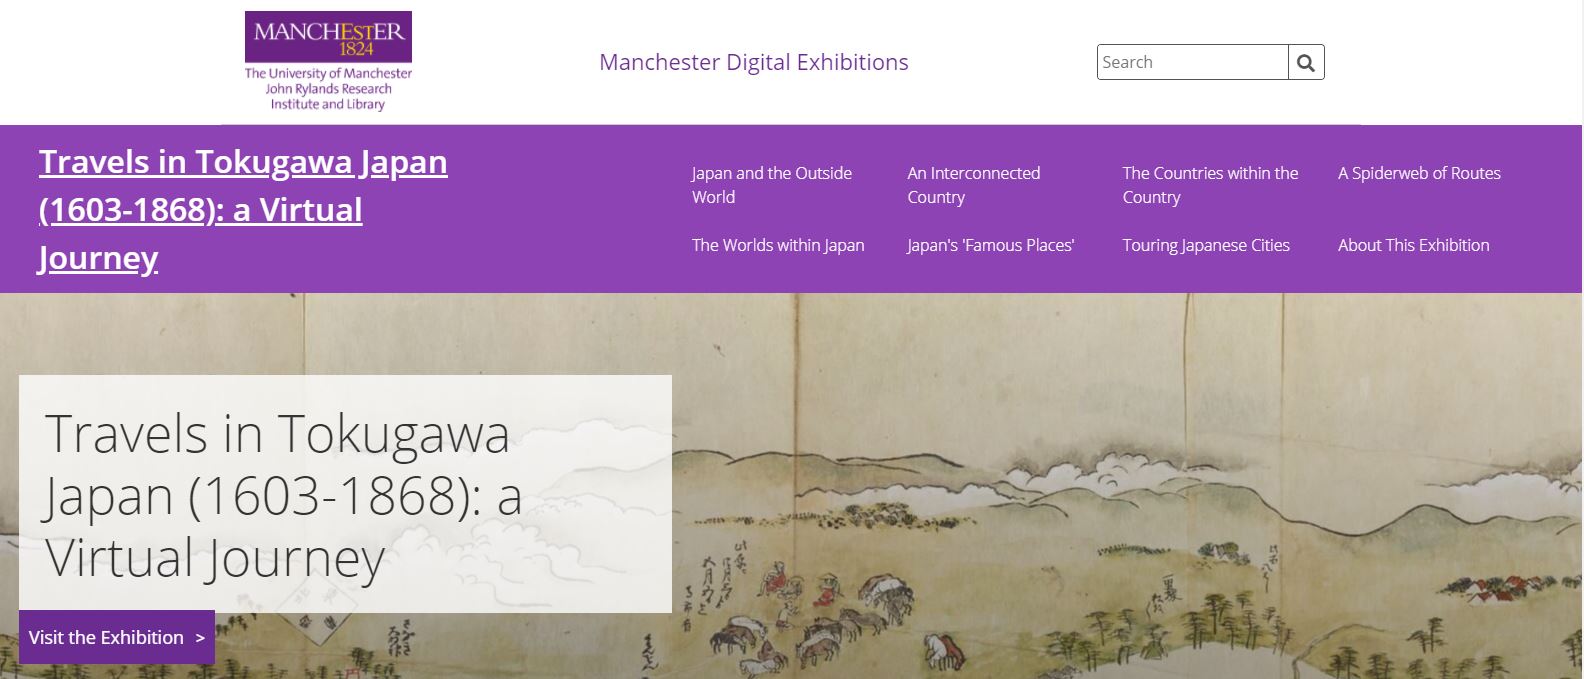 MANCHESTER
1824
The University of Manchester
John Rylands Research
Institute and Library
Manchester Digital Exhibitions
Search
Travels in Tokugawa Japan
(1603-1868): a Virtual
Journey
Japan and the Outside
World
An Interconnected
Country
The Countries within the
Country
A Spiderweb of Routes
The Worlds within Japan
Japan's 'Famous Places'
Touring Japanese Cities
About This Exhibition
Travels in Tokugawa
Japan (1603-1868): a
Virtual Journey
Visit the Exhibition >